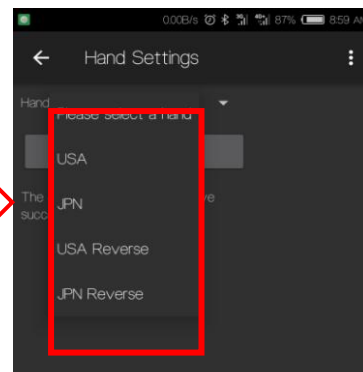 0.00B/s 87% 8:59 AM
Hand Settings
Hand
Please select a hand
USA
The
JPN
ve
succ
USA Reverse
JPN Reverse